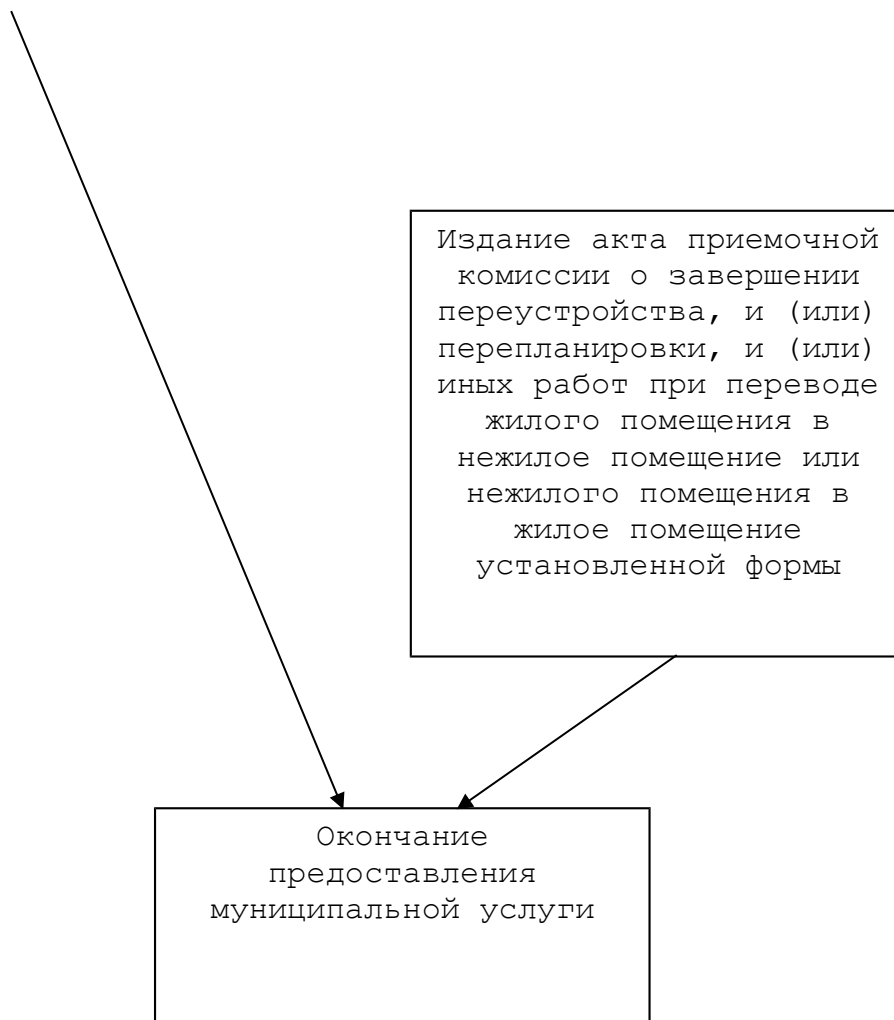 Издание акта приемочной
комиссии о завершении
переустройства, и (или)
перепланировки, и (или)
иных работ при переводе
жилого помещения в
нежилое помещение или
нежилого помещения в
жилое помещение
установленной формы
Окончание
предоставления
муниципальной услуги